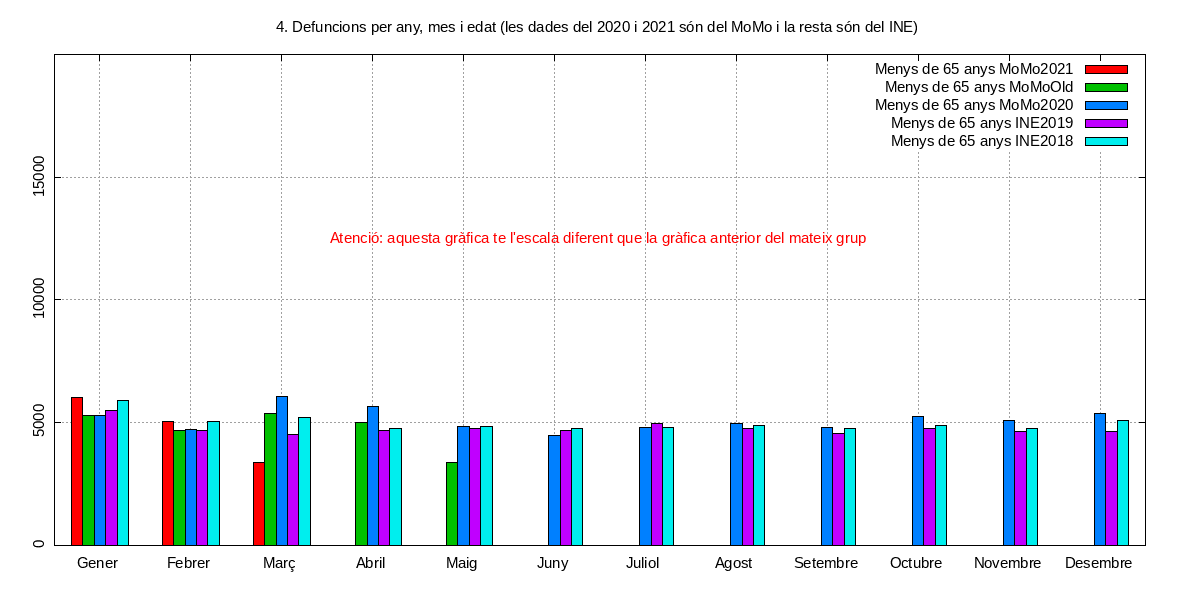 4. Defuncions per any, mes i edat (les dades del 2020 i 2021 són del MoMo i la resta són del INE)
Menys de 65 anys MoMo2021
Menys de 65 anys MoMoOld
Menys de 65 anys MoMo2020
Menys de 65 anys INE2019
Menys de 65 anys INE2018
15000
Atenció: aquesta gràfica te l'escala diferent que la gràfica anterior del mateix grup
10000
5000
0
Gener Febrer Març Abril Maig Juny Juliol Agost Setembre Octubre Novembre Desembre